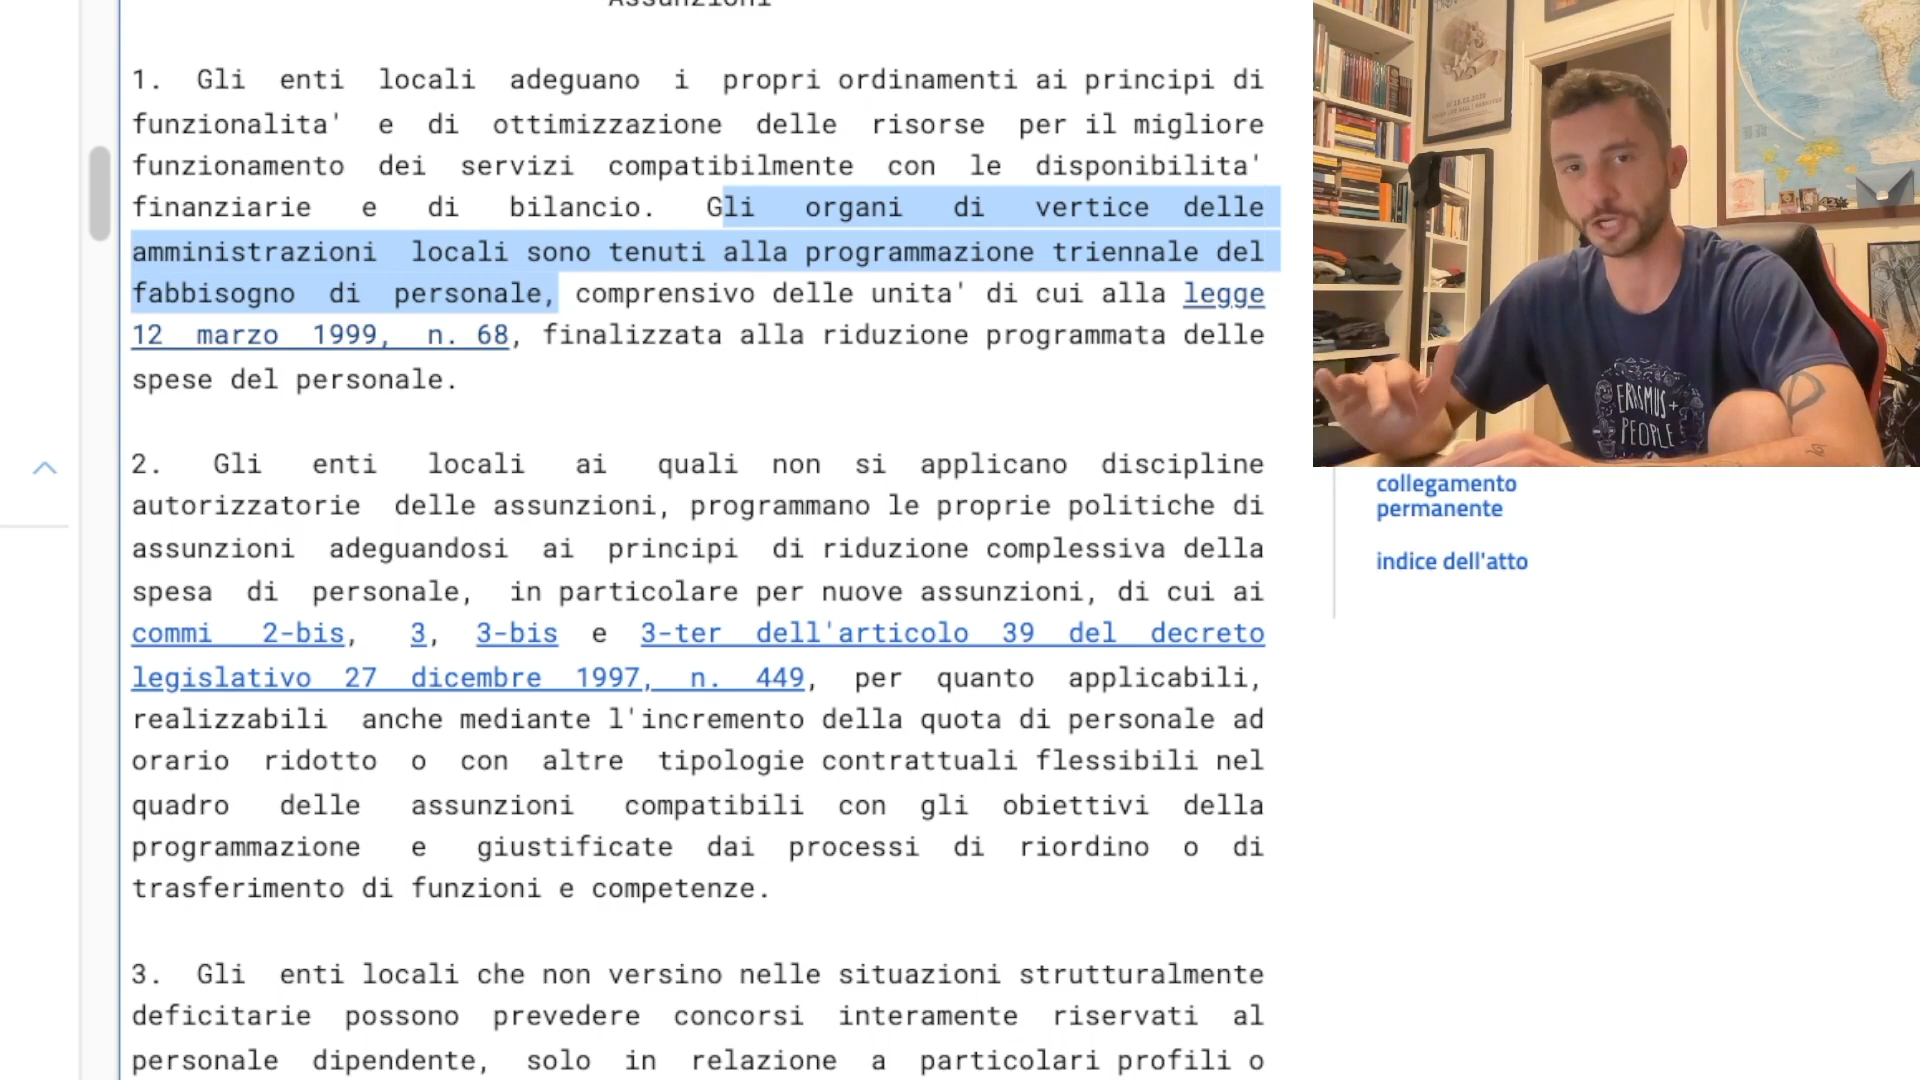 Assunzioni
1. Gli enti locali adeguano i propri ordinamenti ai principi di
funzionalita' e di ottimizzazione delle risorse per il migliore
funzionamento dei servizi compatibilmente con le disponibilita'
finanziarie e di bilancio. Gli organi di vertice delle
amministrazioni locali sono tenuti alla programmazione triennale del
fabbisogno di personale, comprensivo delle unita' di cui alla legge
12 marzo 1999, n. 68, finalizzata alla riduzione programmata delle
spese del personale.
2. Gli enti locali ai quali non si applicano discipline
autorizzatorie delle assunzioni, programmano le proprie politiche di
assunzioni adeguandosi ai principi di riduzione complessiva della
spesa di personale, in particolare per nuove assunzioni, di cui ai
commi 2-bis, 3, 3-bis e 3-ter dell'articolo 39 del decreto
legislativo 27 dicembre 1997, n. 449, per quanto applicabili,
realizzabili anche mediante l'incremento della quota di personale ad
orario ridotto o con altre tipologie contrattuali flessibili nel
quadro delle assunzioni compatibili con gli obiettivi della
programmazione e giustificate dai processi di riordino o di
trasferimento di funzioni e competenze.
3. Gli enti locali che non versino nelle situazioni strutturalmente
deficitarie possono prevedere concorsi interamente riservati al
personale dipendente, solo in relazione a particolari profili o
ERASMUS+
PEOPLE
collegamento
permanente
indice dell'atto